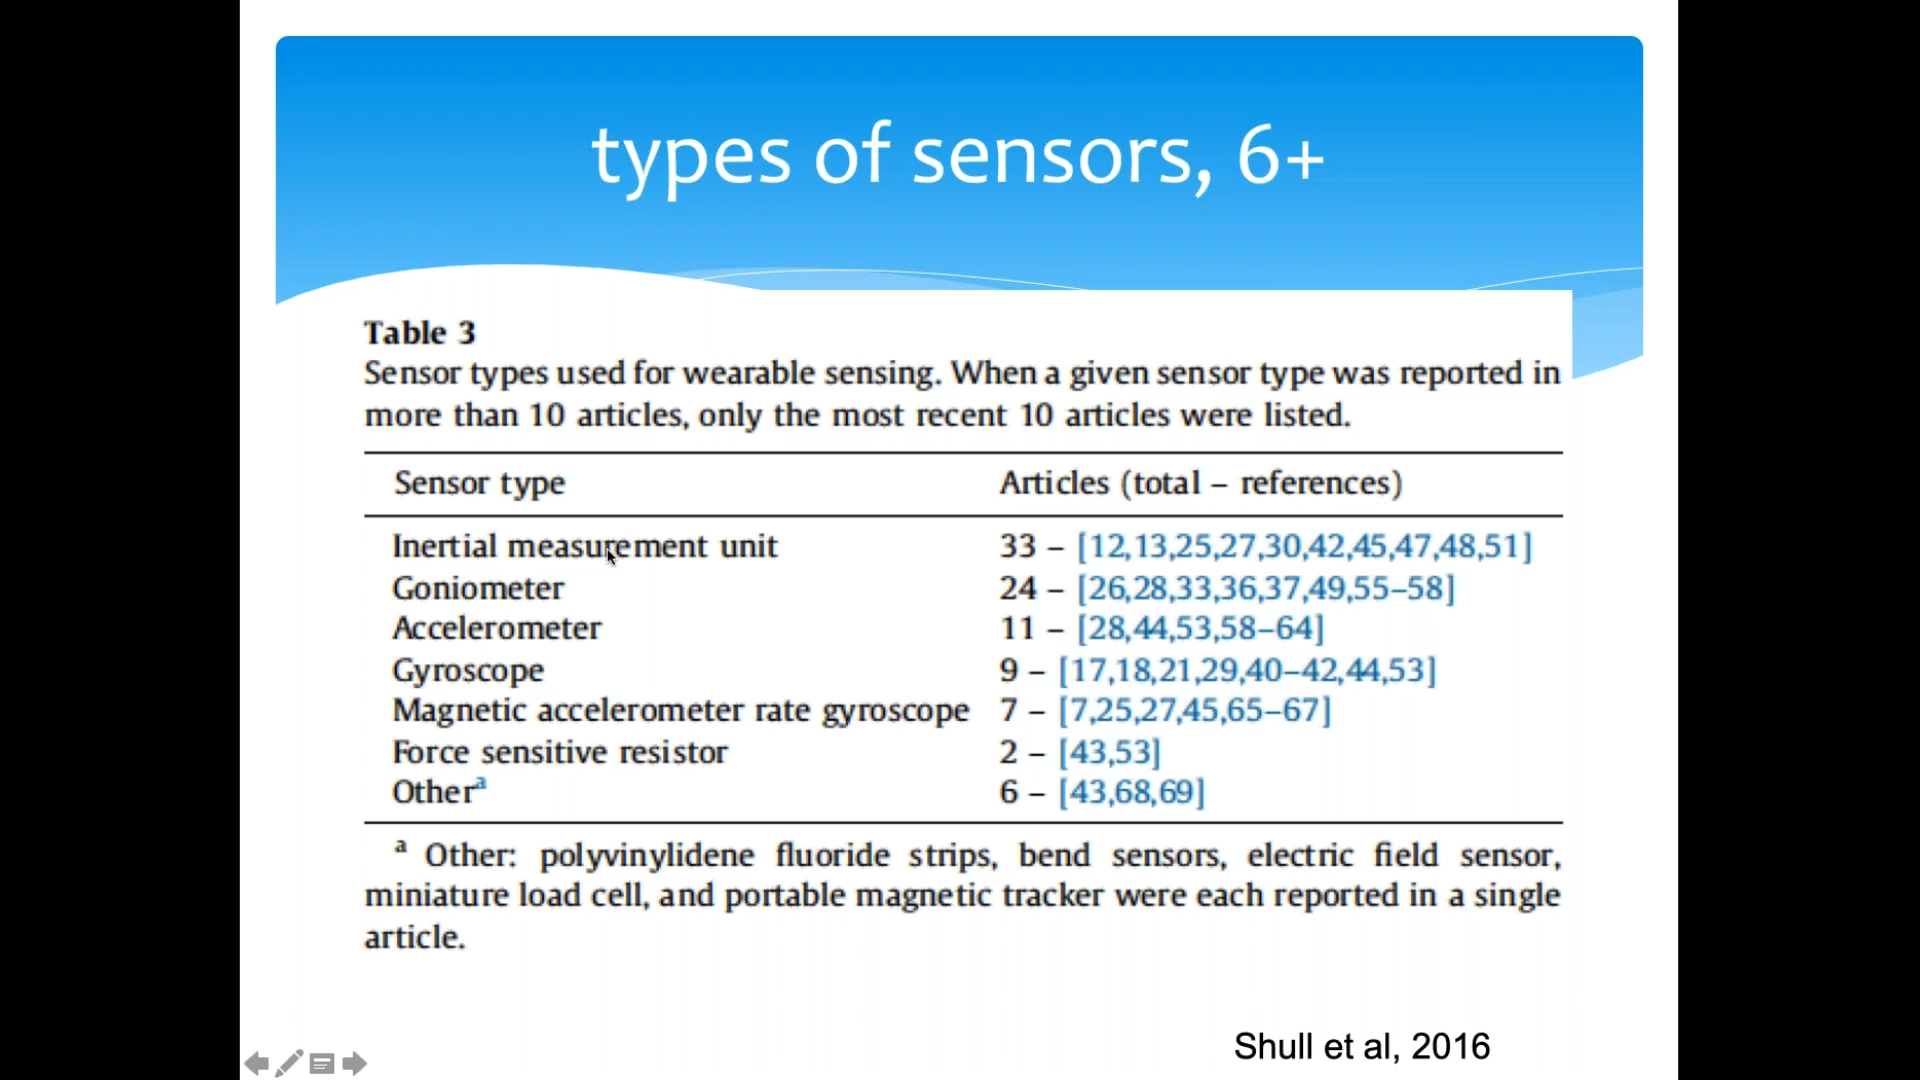 types of sensors, 6+
Table 3
Sensor types used for wearable sensing. When a given sensor type was reported in
more than 10 articles, only the most recent 10 articles were listed.
Sensor type Articles (total – references)
Inertial measurement unit 33 – [12,13,25,27,30,42,45,47,48,51]
Goniometer 24 – [26,28,33,36,37,49,55–58]
Accelerometer 11 – [28,44,53,58–64]
Gyroscope 9 – [17,18,21,29,40–42,44,53]
Magnetic accelerometer rate gyroscope 7 – [7,25,27,45,65–67]
Force sensitive resistor 2 – [43,53]
Otherᵃ 6 – [43,68,69]
ᵃ Other: polyvinylidene fluoride strips, bend sensors, electric field sensor,
miniature load cell, and portable magnetic tracker were each reported in a single
article.
Shull et al, 2016